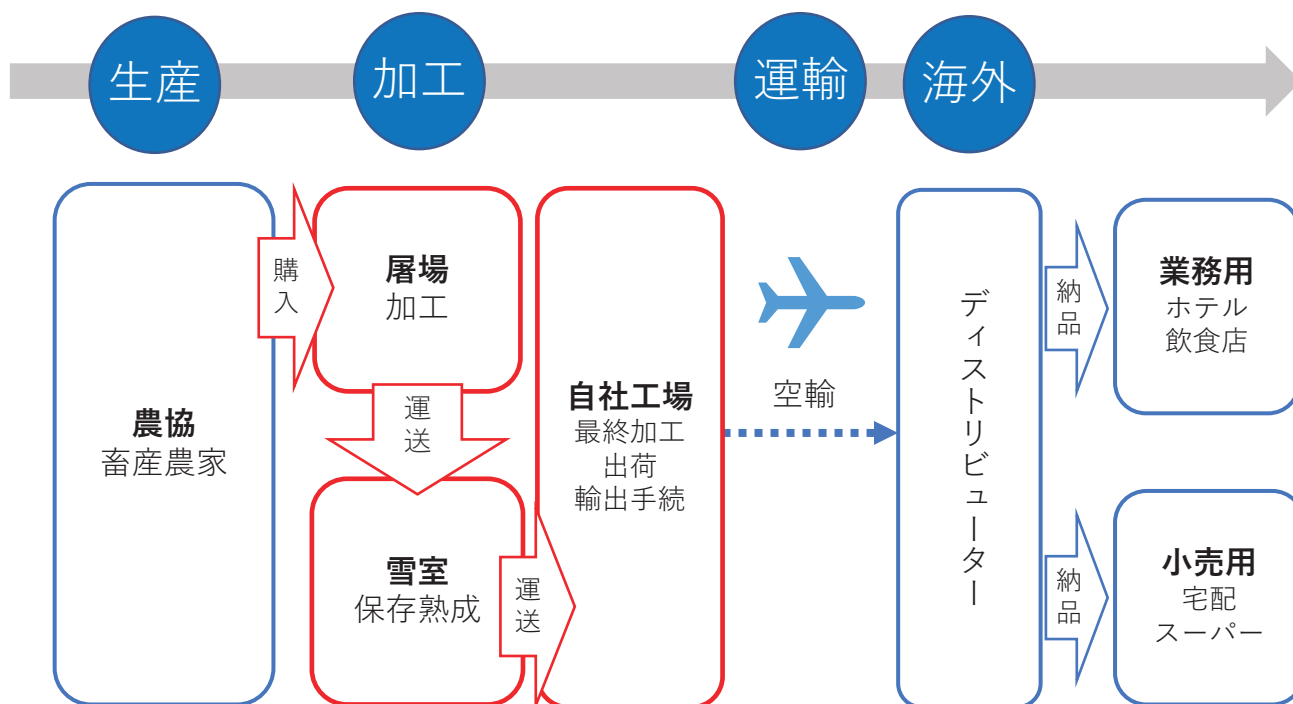 生産
加工
運輸
海外
農協
畜産農家
購入
屠場
加工
運送
雪室
保存熟成
運送
自社工場
最終加工
出荷
輸出手続
空輸
ディストリビューター
納品
業務用
ホテル
飲食店
納品
小売用
宅配
スーパー